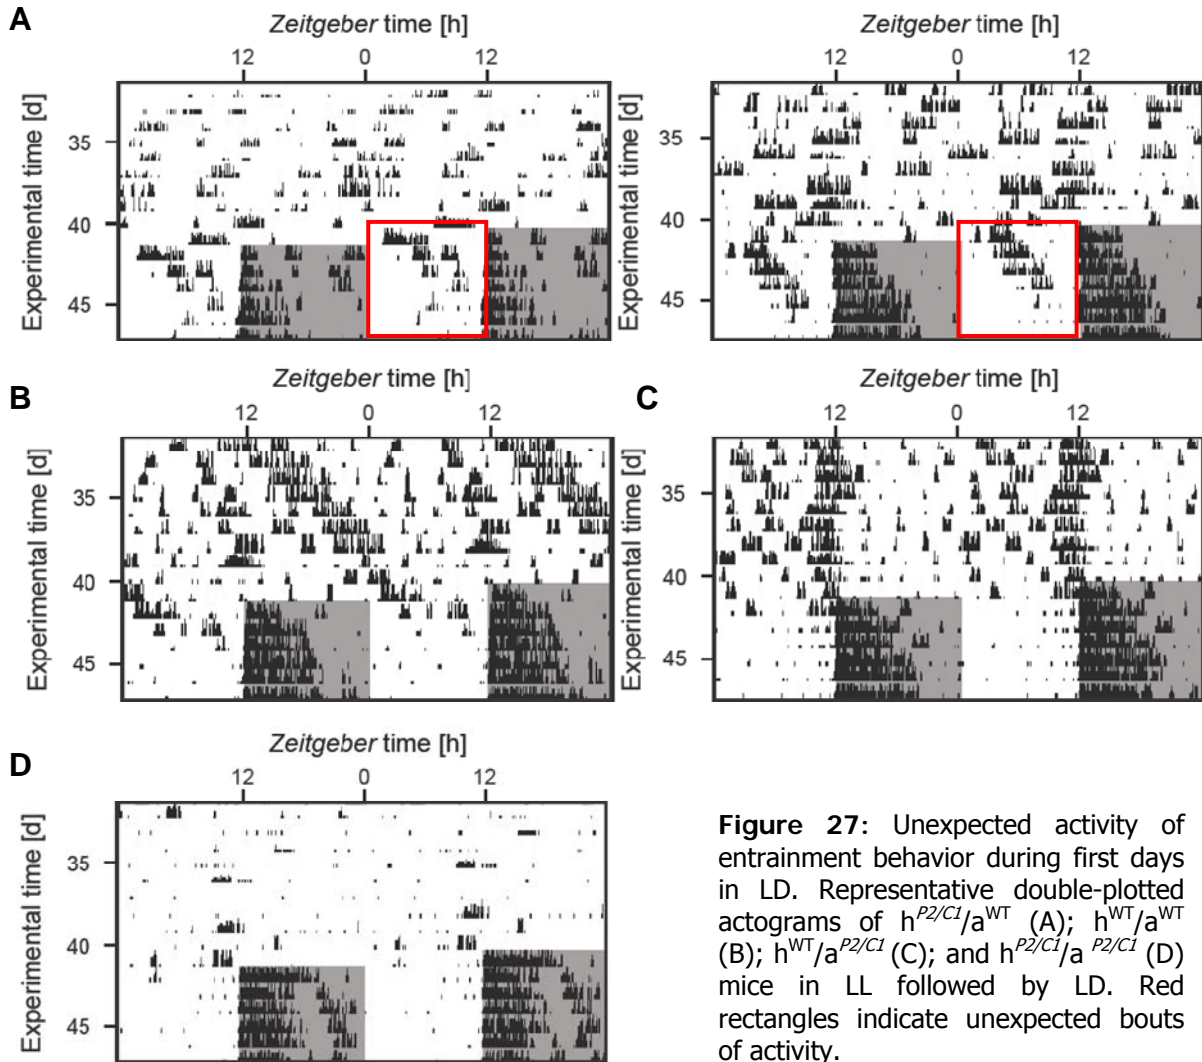 A
Zeitgeber time [h]
12 0 12
Experimental time [d]
35
40
45
Zeitgeber time [h]
12 0 12
Experimental time [d]
35
40
45
B
Zeitgeber time [h]
12 0 12
Experimental time [d]
35
40
45
C
Zeitgeber time [h]
12 0 12
Experimental time [d]
35
40
45
D
Zeitgeber time [h]
12 0 12
Experimental time [d]
35
40
45
Figure 27: Unexpected activity of
entrainment behavior during first days
in LD. Representative double-plotted
actograms of h^P2/C1/a^WT (A); h^WT/a^WT
(B); h^WT/a^P2/C1 (C); and h^P2/C1/a ^P2/C1 (D)
mice in LL followed by LD. Red
rectangles indicate unexpected bouts
of activity.